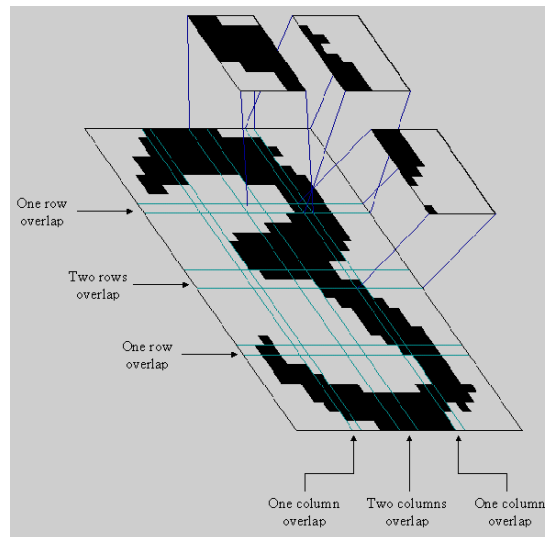 One row
overlap
Two rows
overlap
One row
overlap
One column
overlap
Two columns
overlap
One column
overlap